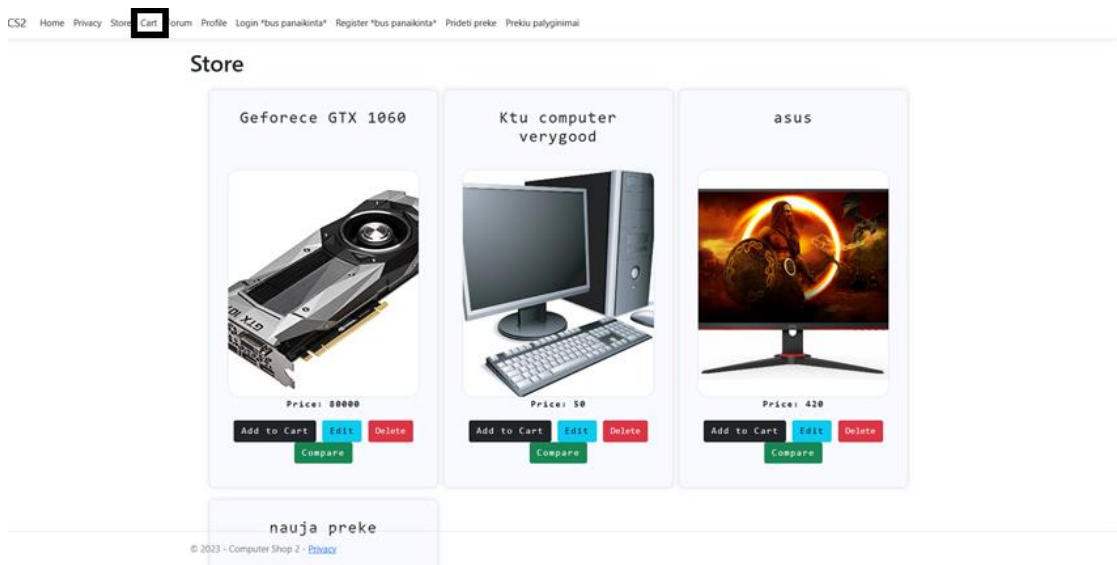 CS2 Home Privacy Store Cart Forum Profile Login *bus panaikinta* Register *bus panaikinta* Prideti preke Prekiu palyginimai
Store
Geforece GTX 1060
Ktu computer
verygood
asus
GTX 10
Price: 80000
Price: 50
Price: 420
Add to Cart Edit Delete
Compare
Add to Cart Edit Delete
Compare
Add to Cart Edit Delete
Compare
nauja preke
© 2023 - Computer Shop 2 - Privacy